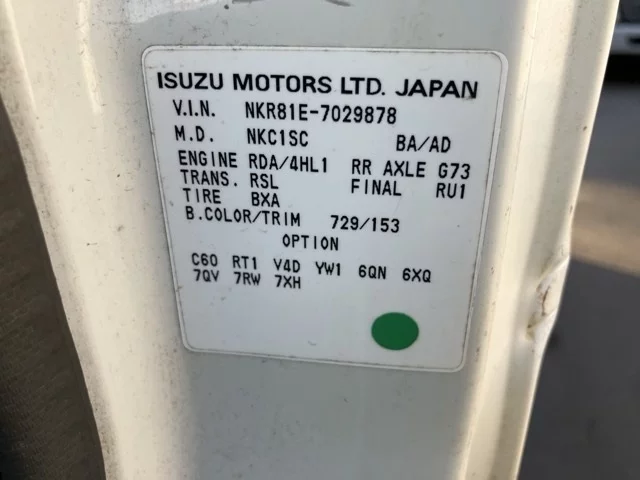 ISUZU MOTORS LTD. JAPAN
V.I.N. NKR81E-7029878
M.D. NKC1SC BA/AD
ENGINE RDA/4HL1 RR AXLE G73
TRANS. RSL FINAL RU1
TIRE BXA
B.COLOR/TRIM 729/153
OPTION
C60 RT1 V4D YW1 6QN 6XQ
7QV 7RW 7XH